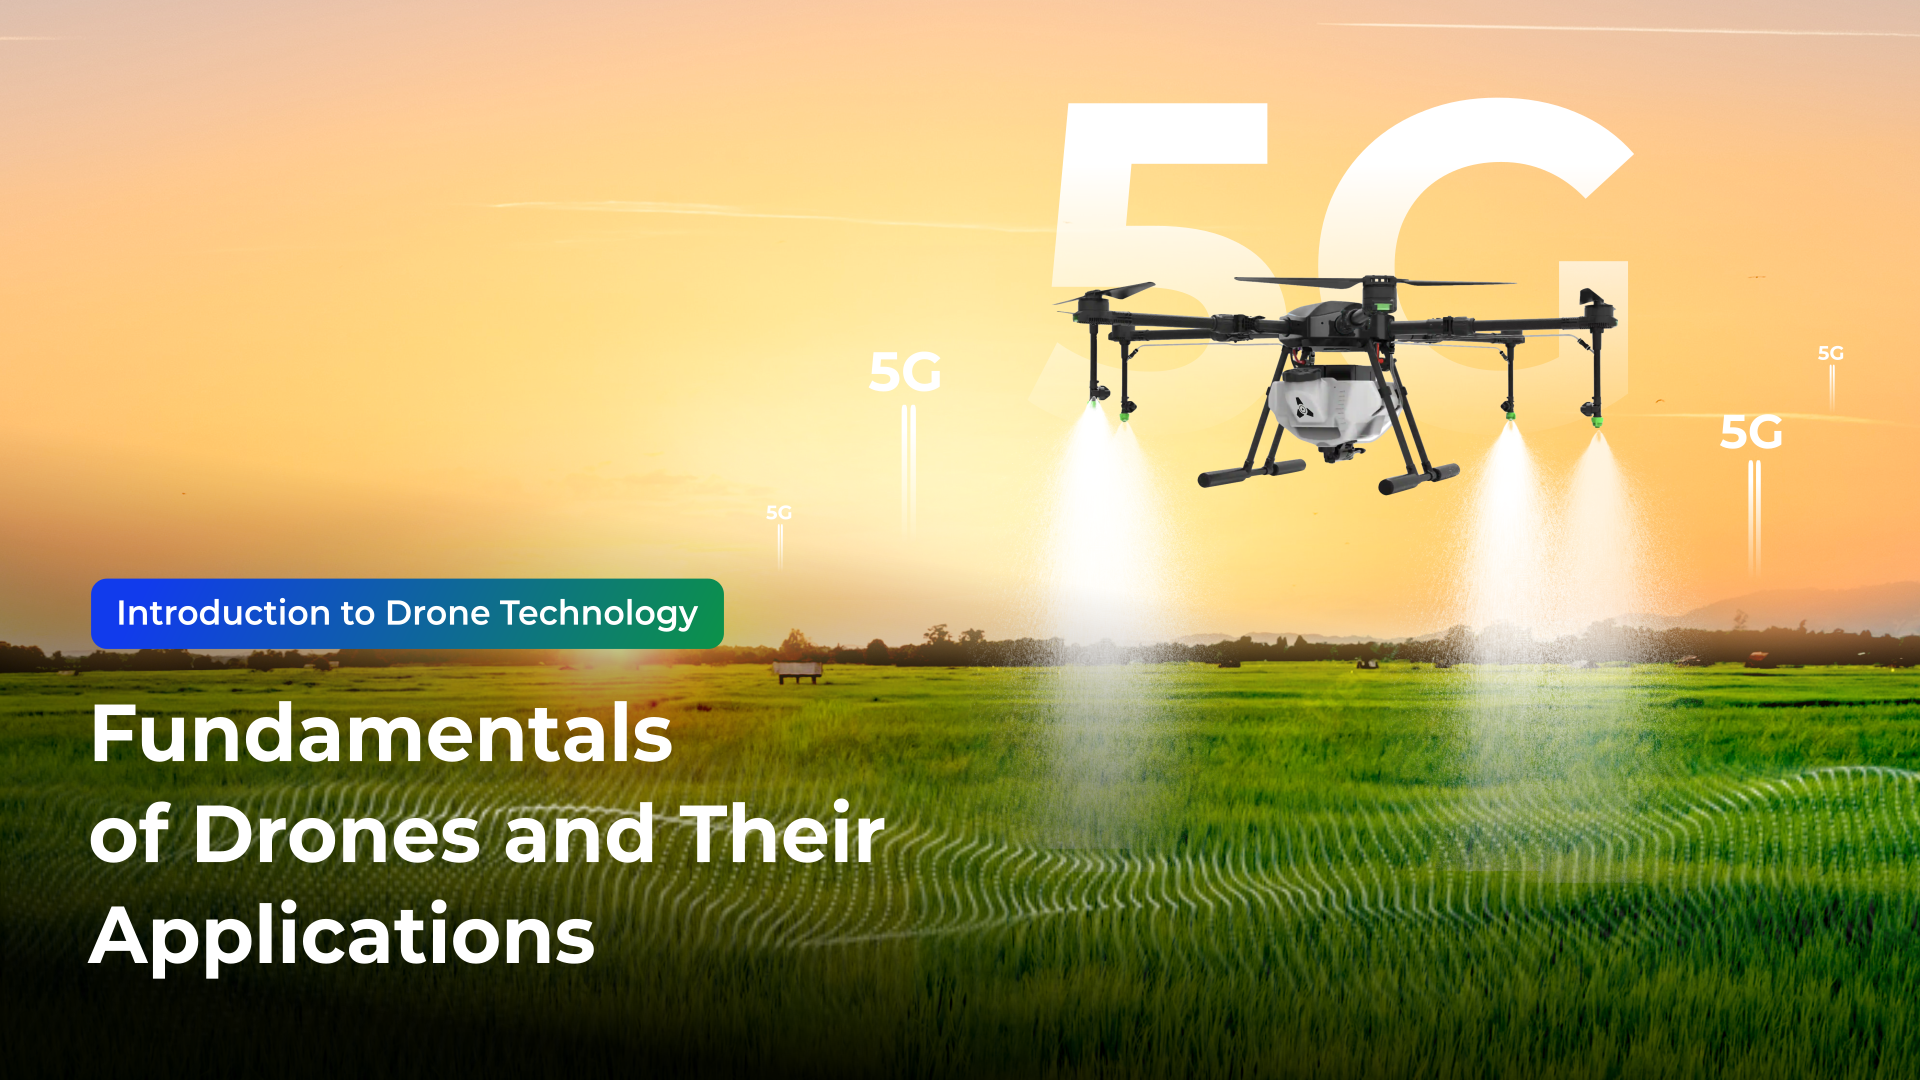 5G
5G
5G
5G
5G
Introduction to Drone Technology
Fundamentals
of Drones and Their
Applications